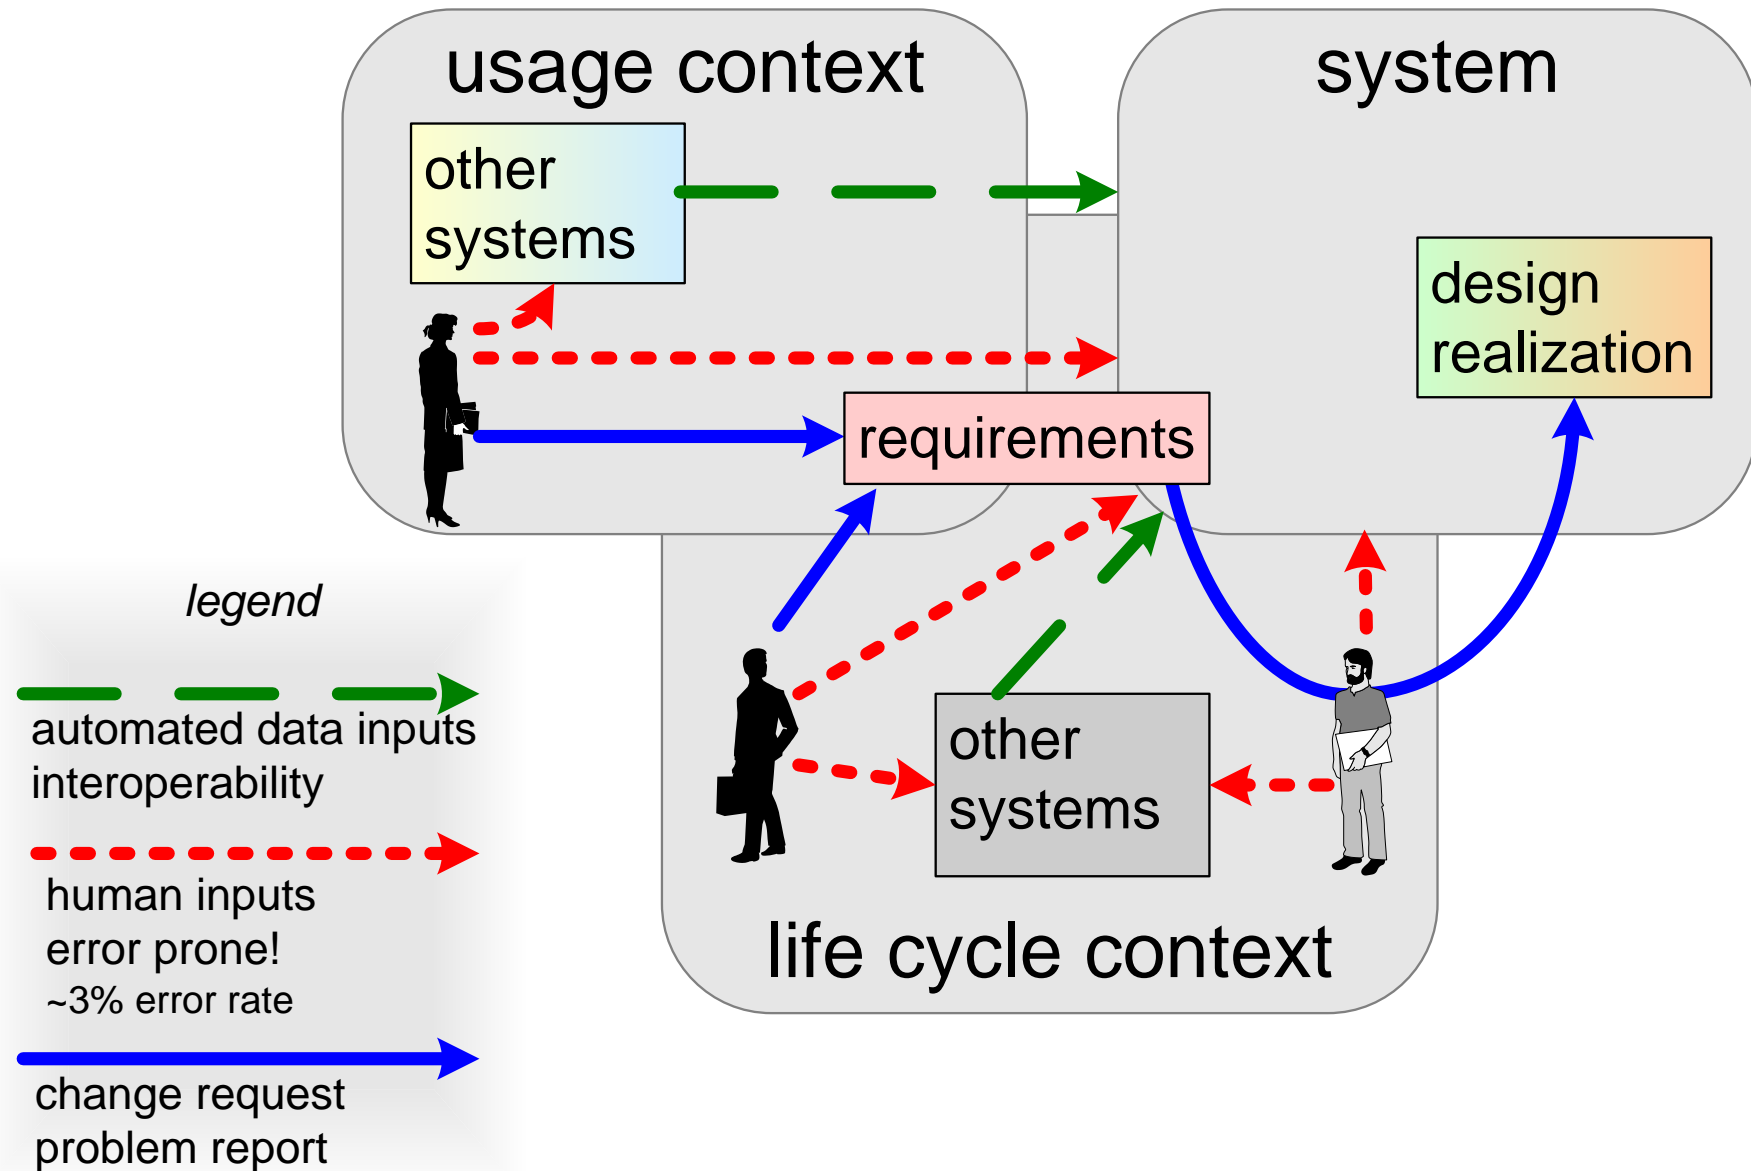 usage context
system
other
systems
design
realization
requirements
legend
automated data inputs
interoperability
human inputs
error prone!
~3% error rate
change request
problem report
other
systems
life cycle context